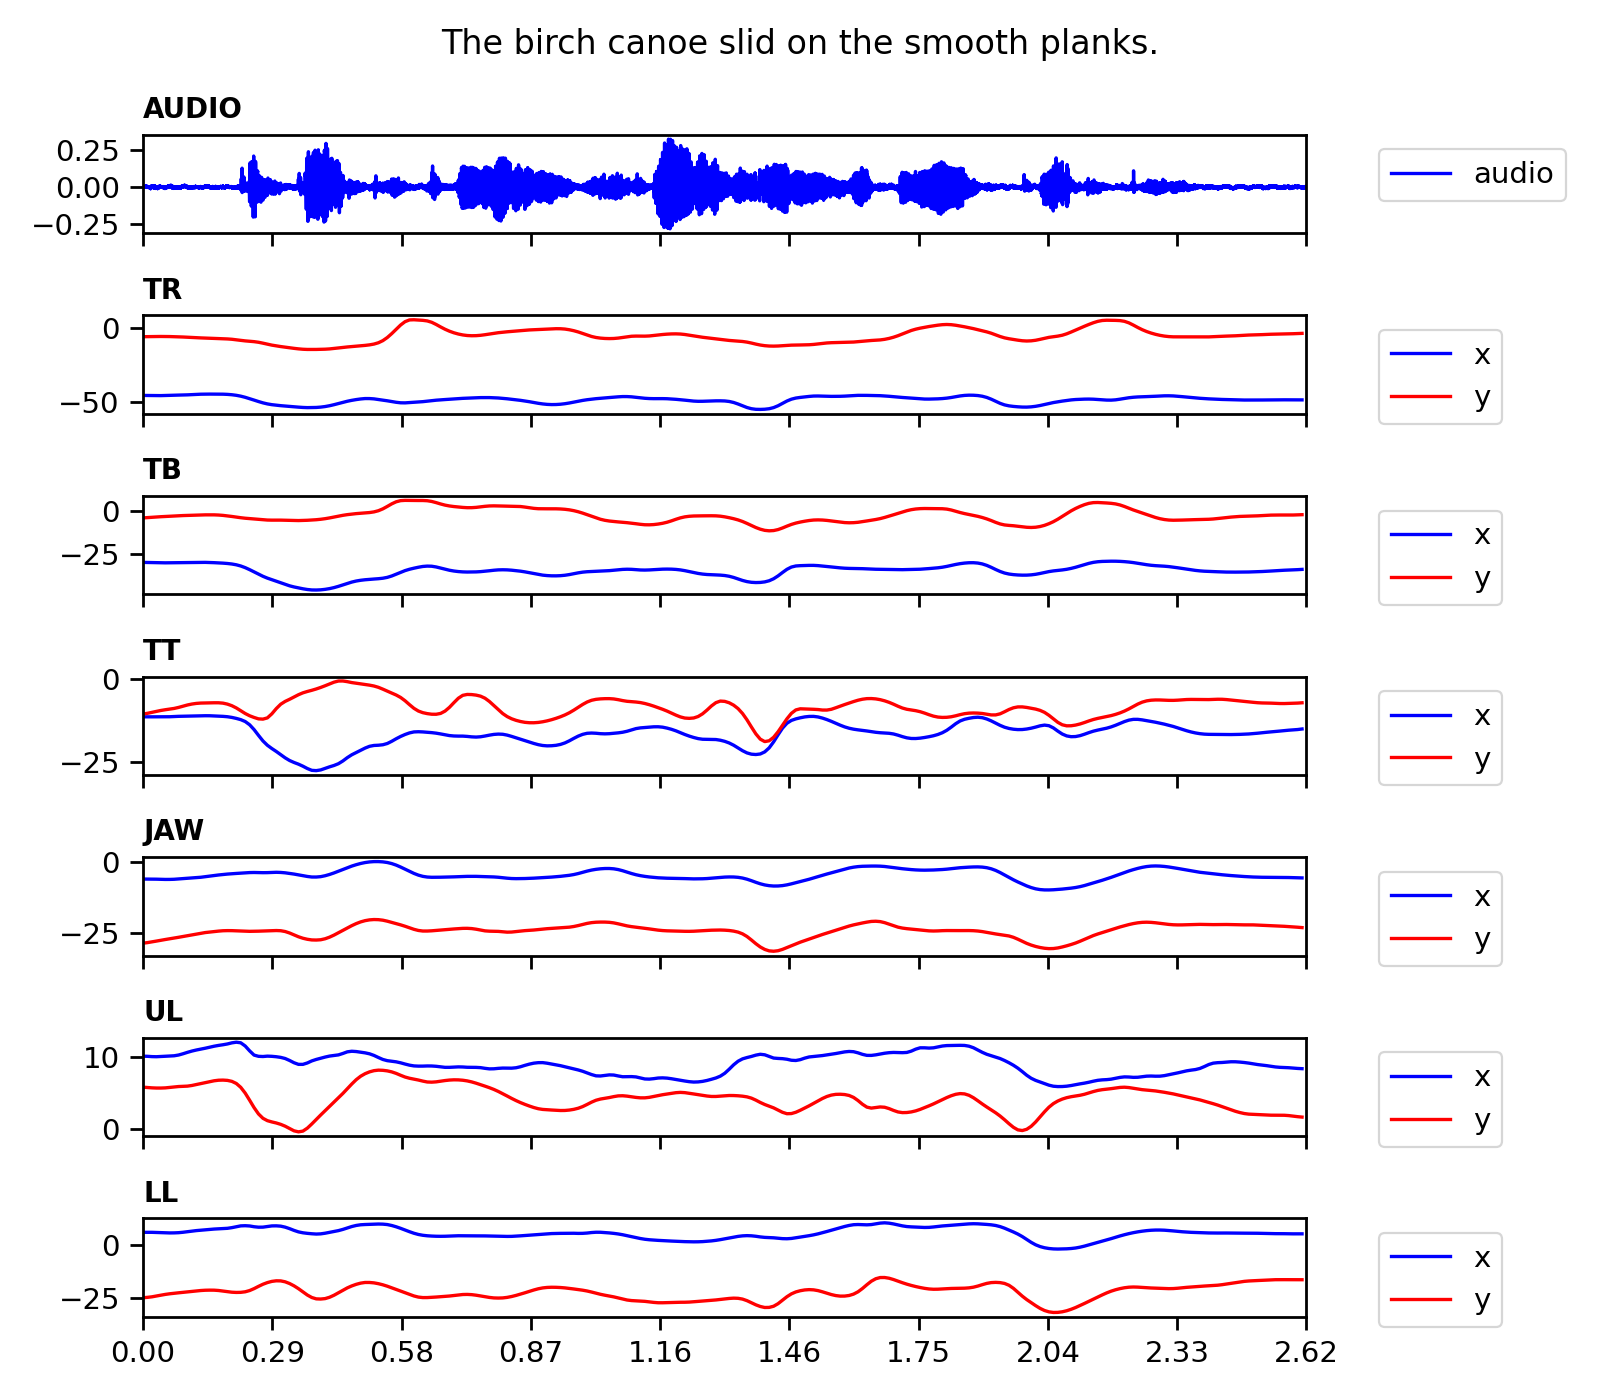 The birch canoe slid on the smooth planks.
AUDIO
0.25
0.00
−0.25
audio
TR
0
−50
x
y
TB
0
−25
x
y
TT
0
−25
x
y
JAW
0
−25
x
y
UL
10
0
x
y
LL
0
−25
x
y
0.00 0.29 0.58 0.87 1.16 1.46 1.75 2.04 2.33 2.62